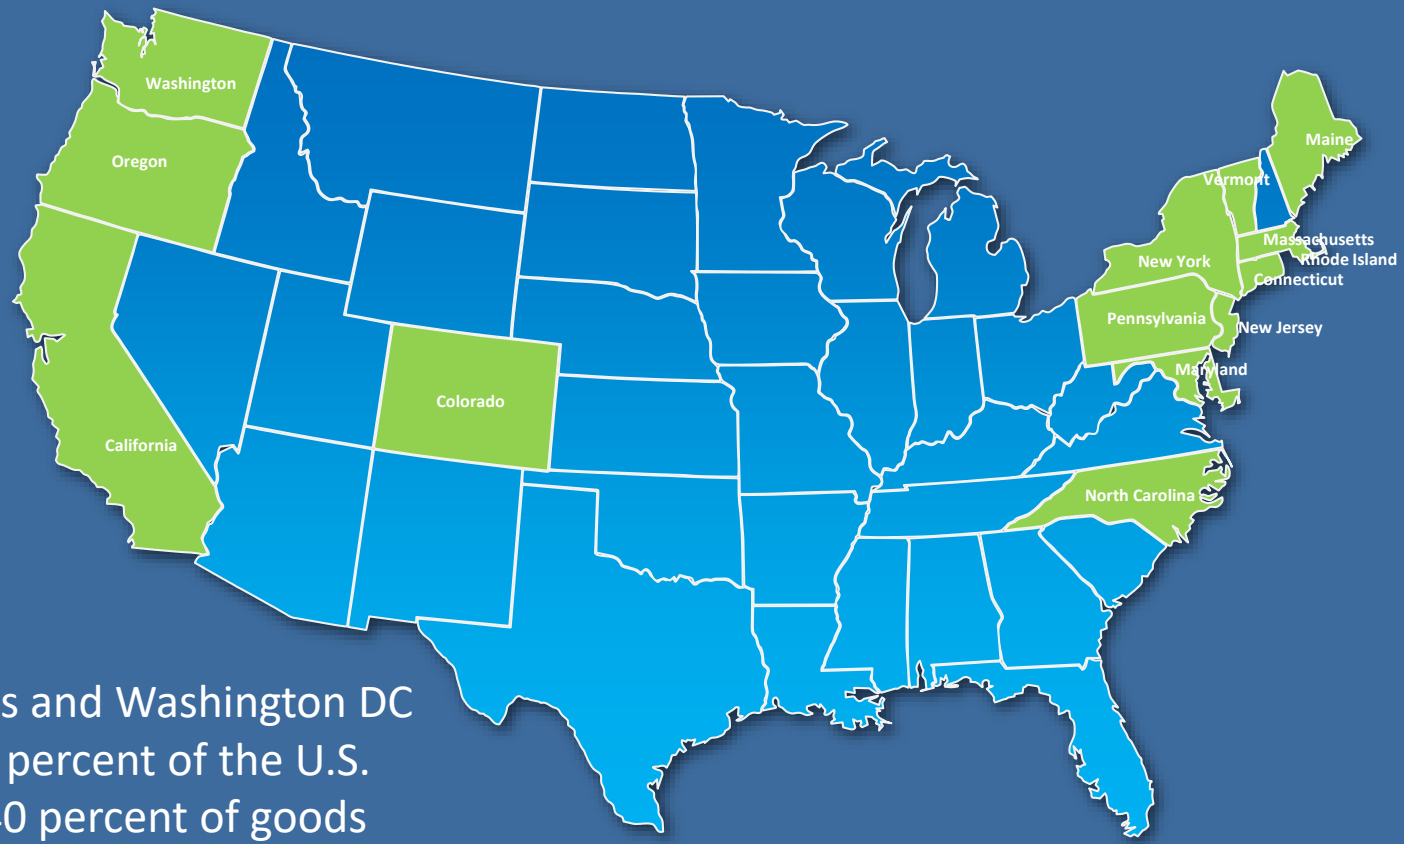 Washington
Maine
Oregon
Vermont
Massachusetts
Rhode Island
New York
Connecticut
Pennsylvania
New Jersey
Maryland
Colorado
California
North Carolina
s and Washington DC
percent of the U.S.
40 percent of goods